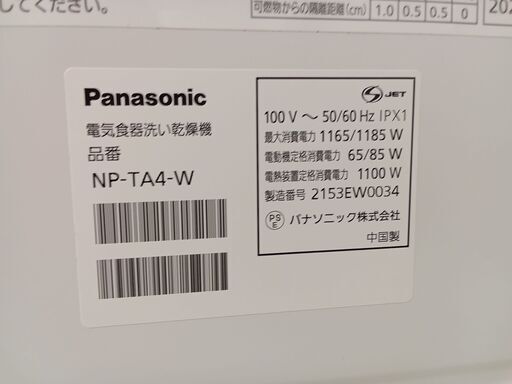 してください。
可燃物からの隔離距離(cm) 1.0 0.5 0.5 0
202
Panasonic
電気食器洗い乾燥機
品番
NP-TA4-W
S JET
100 V ～ 50/60 Hz IPX1
最大消費電力 1165/1185 W
電動機定格消費電力 65/85 W
電熱装置定格消費電力 1100 W
製造番号 2153EW0034
PS E パナソニック株式会社
中国製